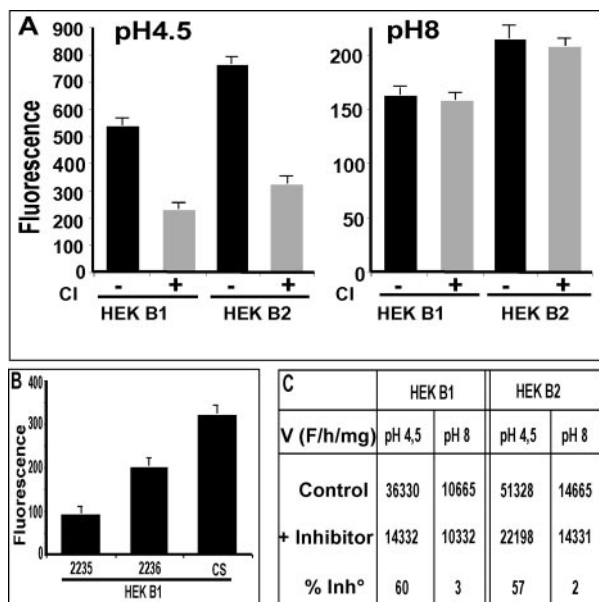 A
pH4.5
pH8
Fluorescence
900
800
700
600
500
400
300
200
100
0
200
150
100
50
0
CI
- + - +
HEK B1 HEK B2
CI
- + - +
HEK B1 HEK B2
B
Fluorescence
400
300
200
100
0
2235 2236 CS
HEK B1
C
HEK B1 HEK B2
V (F/h/mg) pH 4,5 pH 8 pH 4,5 pH 8
Control 36330 10665 51328 14665
+ Inhibitor 14332 10332 22198 14331
% Inh° 60 3 57 2